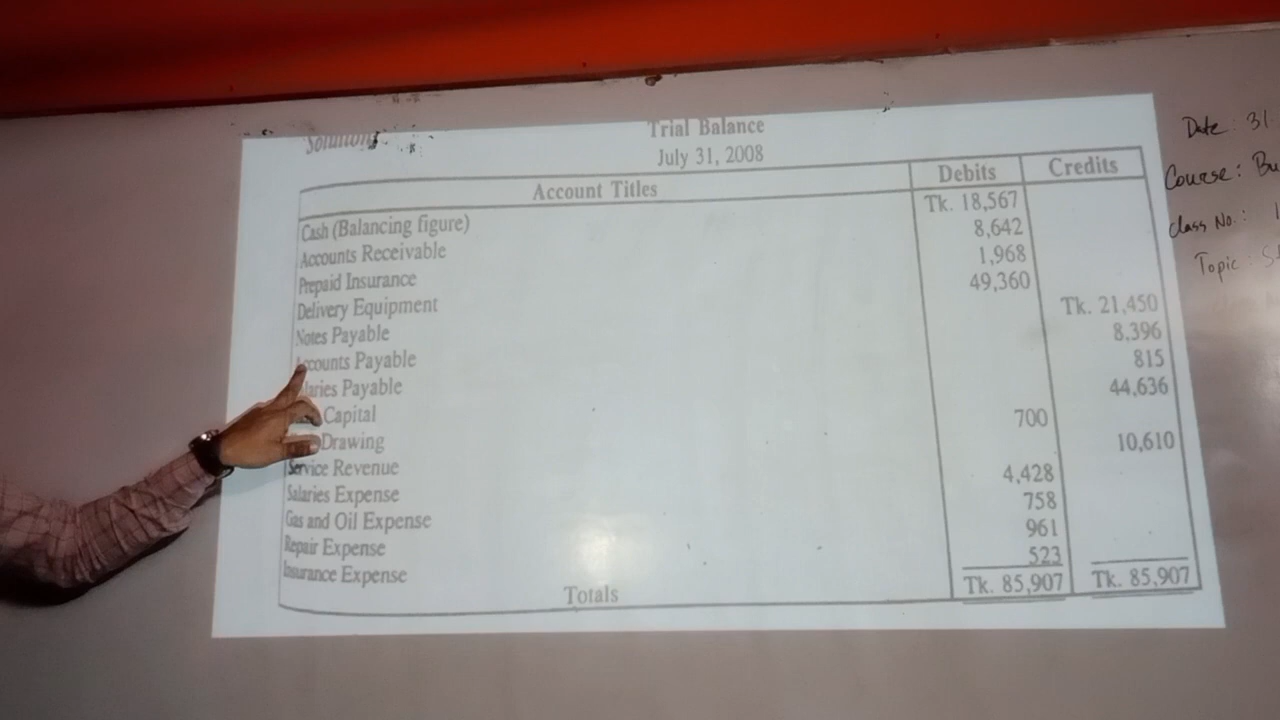 Solution:
Trial Balance
July 31, 2008
Account Titles Debits Credits
Cash (Balancing figure) Tk. 18,567
Accounts Receivable 8,642
Prepaid Insurance 1,968
Delivery Equipment 49,360
Notes Payable Tk. 21,450
Accounts Payable 8,396
Salaries Payable 815
Capital 44,636
Drawing 700
Service Revenue 10,610
Salaries Expense 4,428
Gas and Oil Expense 758
Repair Expense 961
Insurance Expense 523
Totals Tk. 85,907 Tk. 85,907
Date: 31
Course:
Class No.:
Topic: